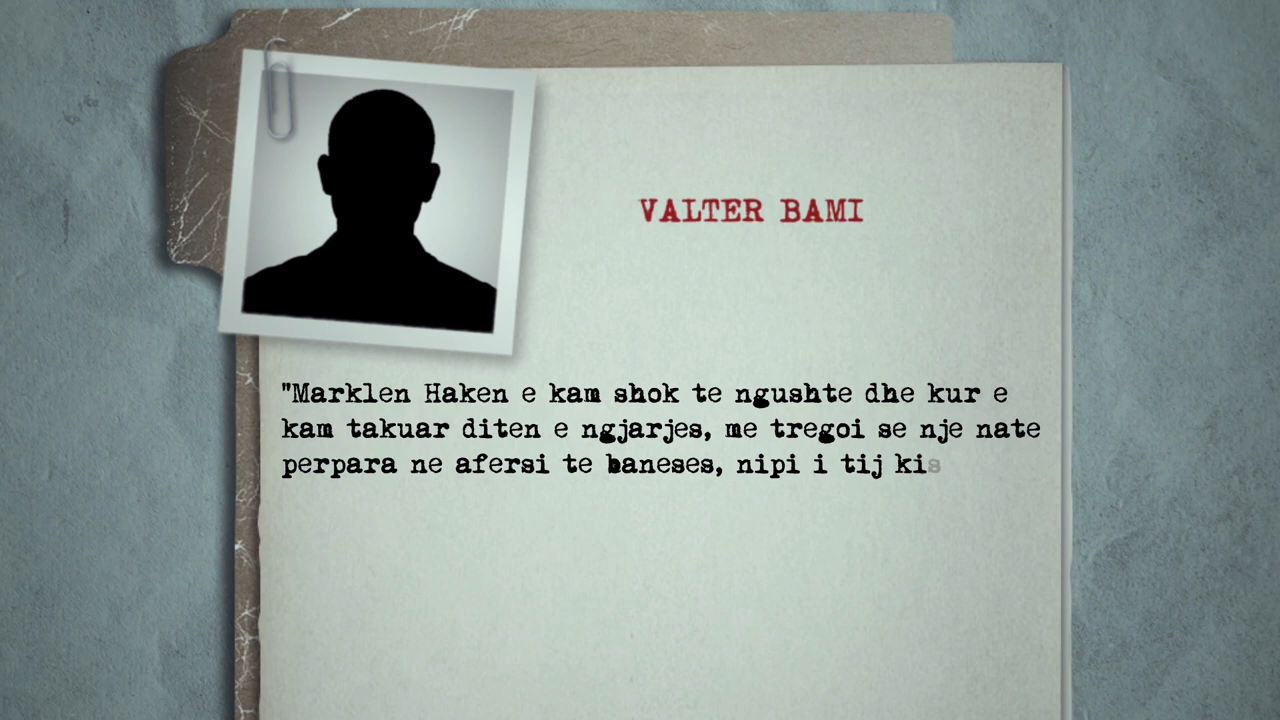 VALTER BAMI
"Marklen Haken e kam shok te ngushte dhe kur e
kam takuar diten e ngjarjes, me tregoi se nje nate
perpara ne afersi te baneses, nipi i tij kis